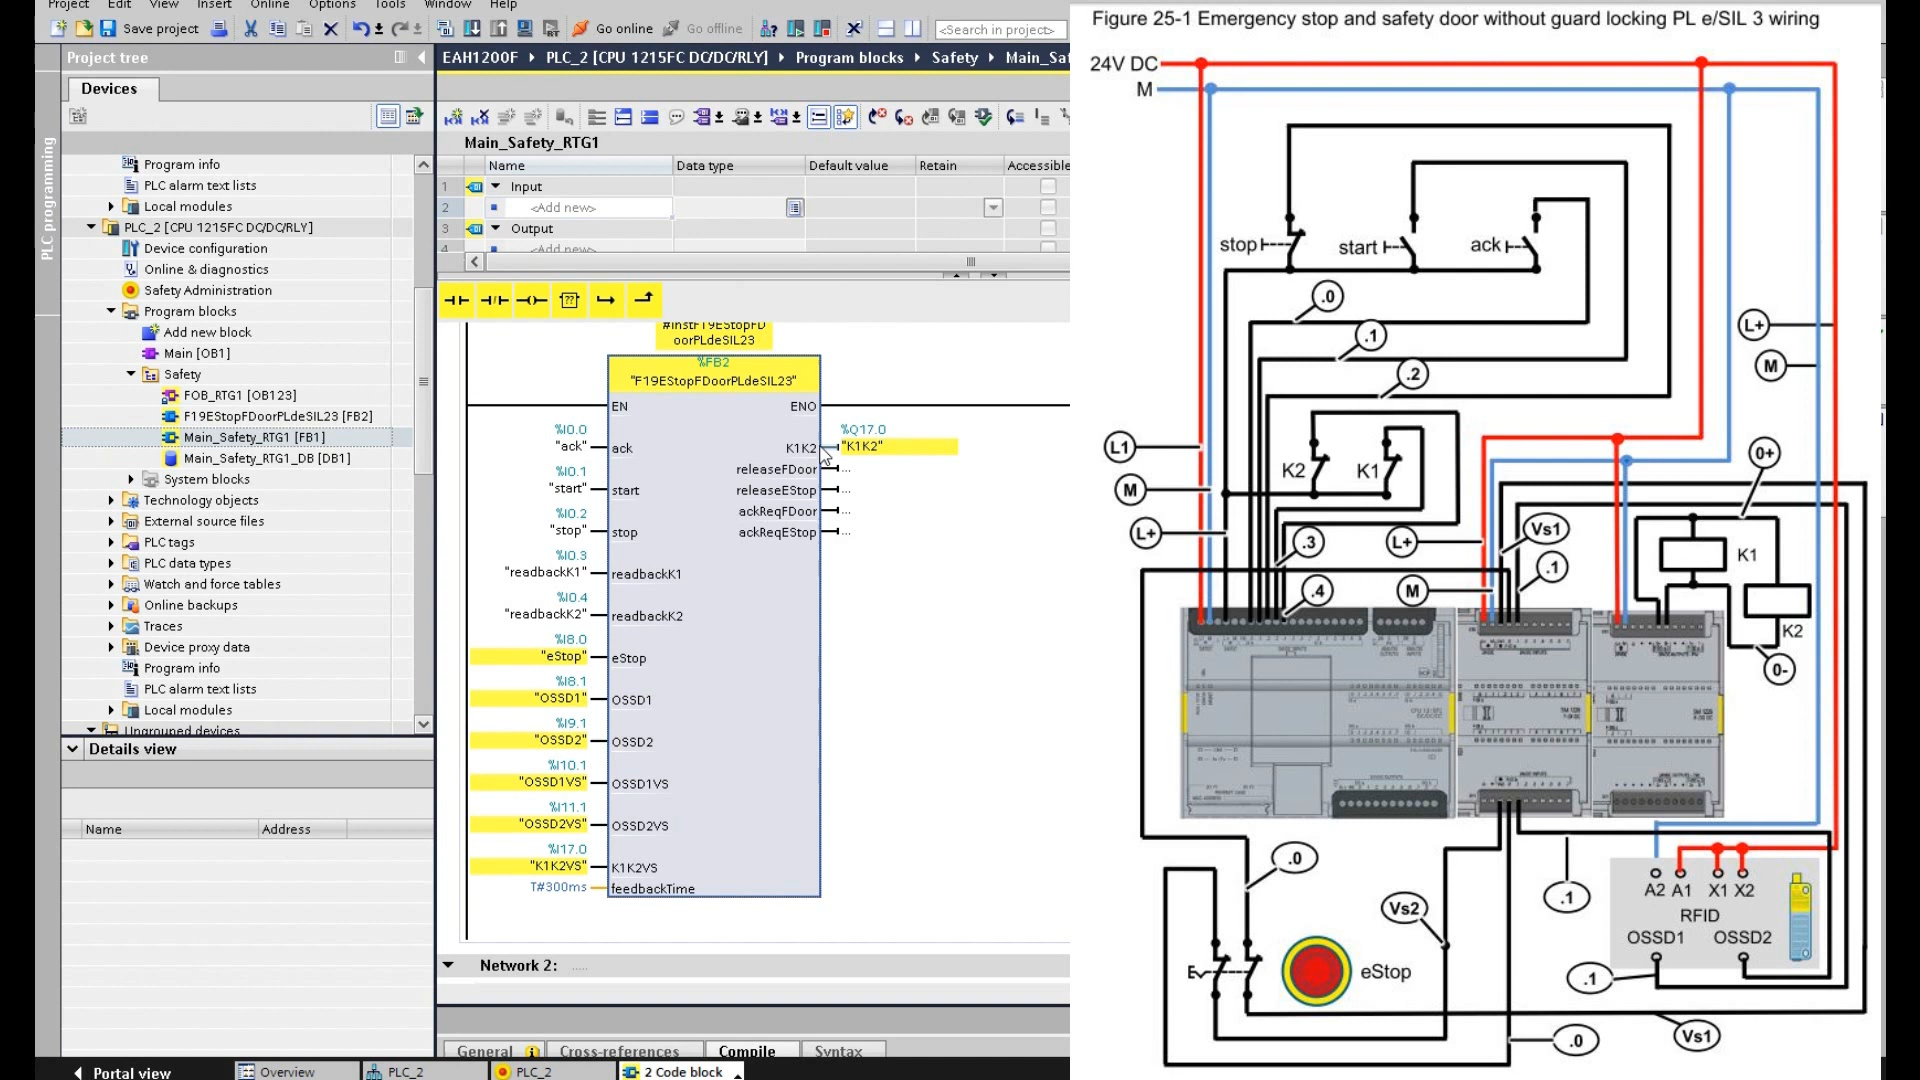 Project Edit View Insert Online Options Tools Window Help
Save project Go online Go offline <Search in project>
Project tree
Devices
PLC programming
Program info
PLC alarm text lists
Local modules
PLC_2 [CPU 1215FC DC/DC/RLY]
Device configuration
Online & diagnostics
Safety Administration
Program blocks
Add new block
Main [OB1]
Safety
FOB_RTG1 [OB123]
F19EStopFDoorPLdeSIL23 [FB2]
Main_Safety_RTG1 [FB1]
Main_Safety_RTG1_DB [DB1]
System blocks
Technology objects
External source files
PLC tags
PLC data types
Watch and force tables
Online backups
Traces
Device proxy data
Program info
PLC alarm text lists
Local modules
Ungrouped devices
Details view
Name Address
Portal view
Overview
PLC_2
PLC_2
2 Code block
EAH1200F PLC_2 [CPU 1215FC DC/DC/RLY] Program blocks Safety Main_Saf
Main_Safety_RTG1
Name Data type Default value Retain Accessible
1 Input
2 <Add new>
3 Output
4 <Add new>
#instF19EStopFD
oorPLdeSIL23
%FB2
"F19EStopFDoorPLdeSIL23"
EN ENO
%I0.0
"ack" ack
K1K2 %Q17.0 "K1K2"
%I0.1
"start" start
releaseFDoor ...
releaseEStop ...
%I0.2
"stop" stop
ackReqFDoor ...
ackReqEStop ...
%I0.3
"readbackK1" readbackK1
%I0.4
"readbackK2" readbackK2
%I8.0
"eStop" eStop
%I8.1
"OSSD1" OSSD1
%I9.1
"OSSD2" OSSD2
%I10.1
"OSSD1VS" OSSD1VS
%I11.1
"OSSD2VS" OSSD2VS
%I17.0
"K1K2VS" K1K2VS
T#300ms feedbackTime
Network 2: .....
General Cross-references Compile Syntax
Figure 25-1 Emergency stop and safety door without guard locking PL e/SIL 3 wiring
24V DC
M
stop start ack
.0
.1
.2
L+
M
L1
M
L+
K2 K1
.3
.4
L+
M
Vs1
.1
0+
K1
K2
0-
.0
Vs2
.1
A2 A1 X1 X2
RFID
OSSD1 OSSD2
E
eStop
.1
Vs1
.0